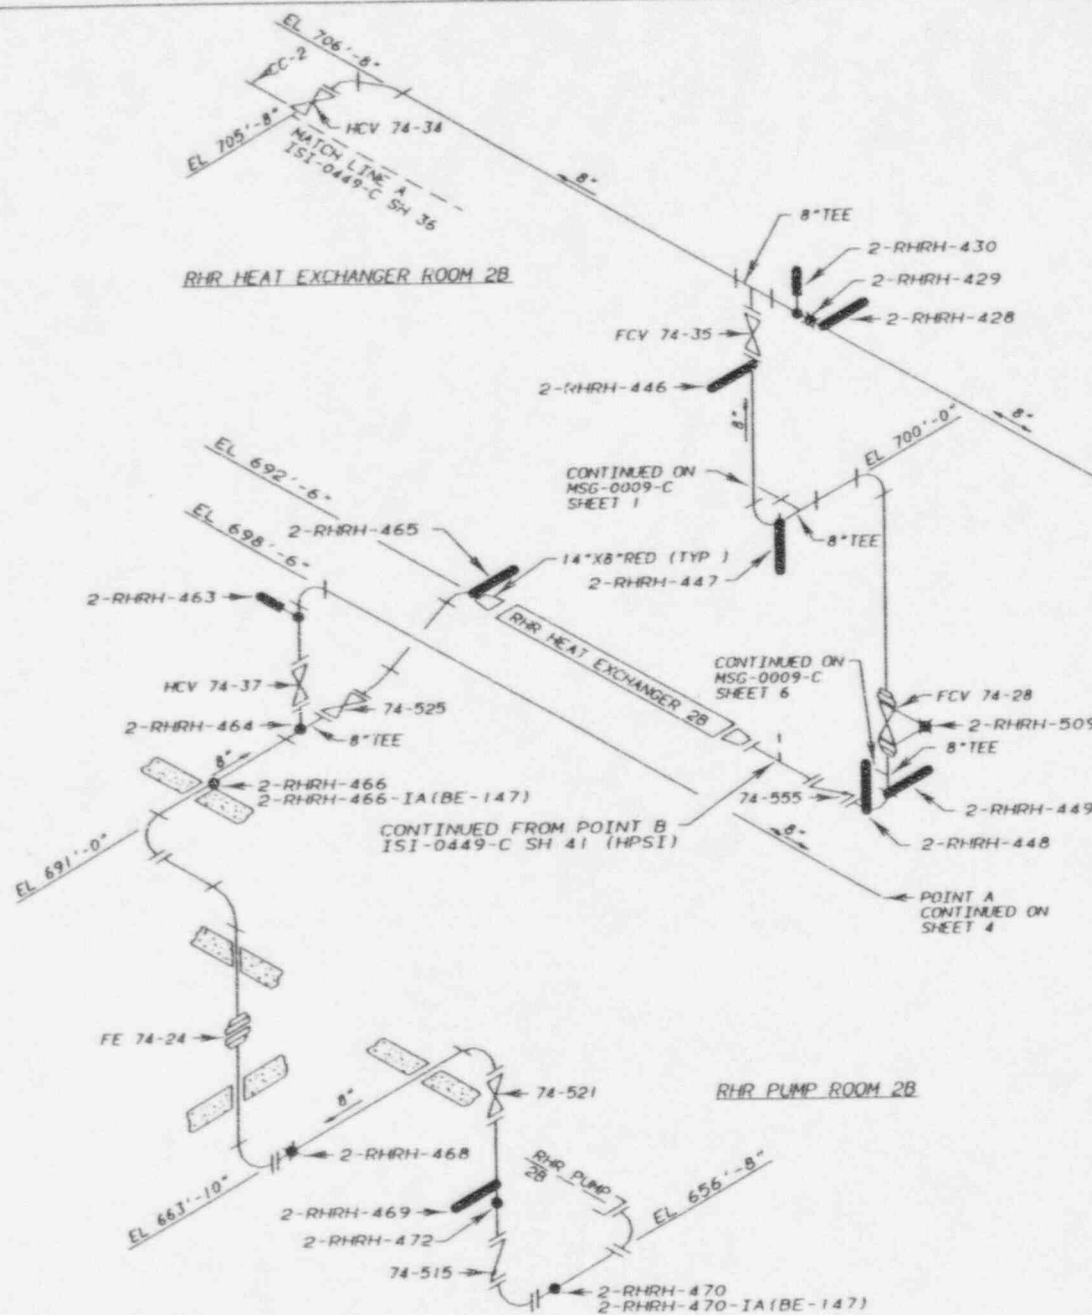 EL 706'-8"
CC-2
HCV 74-34
EL 705'-8"
MATCH LINE A
ISI-0449-C SH 36
8"
8"TEE
2-RHRH-430
2-RHRH-429
2-RHRH-428
RHR HEAT EXCHANGER ROOM 2B
FCV 74-35
2-RHRH-446
8"
8"
EL 700'-0"
CONTINUED ON
MSG-0009-C
SHEET 1
8"TEE
2-RHRH-447
EL 692'-6"
EL 698'-6"
2-RHRH-465
14"X8"RED (TYP )
2-RHRH-463
RHR HEAT EXCHANGER 2B
CONTINUED ON
MSG-0009-C
SHEET 6
HCV 74-37
74-525
FCV 74-28
2-RHRH-509
2-RHRH-464
8"TEE
8"TEE
8"
2-RHRH-466
2-RHRH-466-IA(BE-147)
74-555
2-RHRH-449
2-RHRH-448
CONTINUED FROM POINT B
ISI-0449-C SH 41 (HPSI)
8"
EL 691'-0"
POINT A
CONTINUED ON
SHEET 4
FE 74-24
74-521
RHR PUMP ROOM 2B
8"
2-RHRH-468
RHR PUMP
2B
EL 656'-8"
EL 663'-10"
2-RHRH-469
2-RHRH-472
74-515
2-RHRH-470
2-RHRH-470-IA(BE-147)